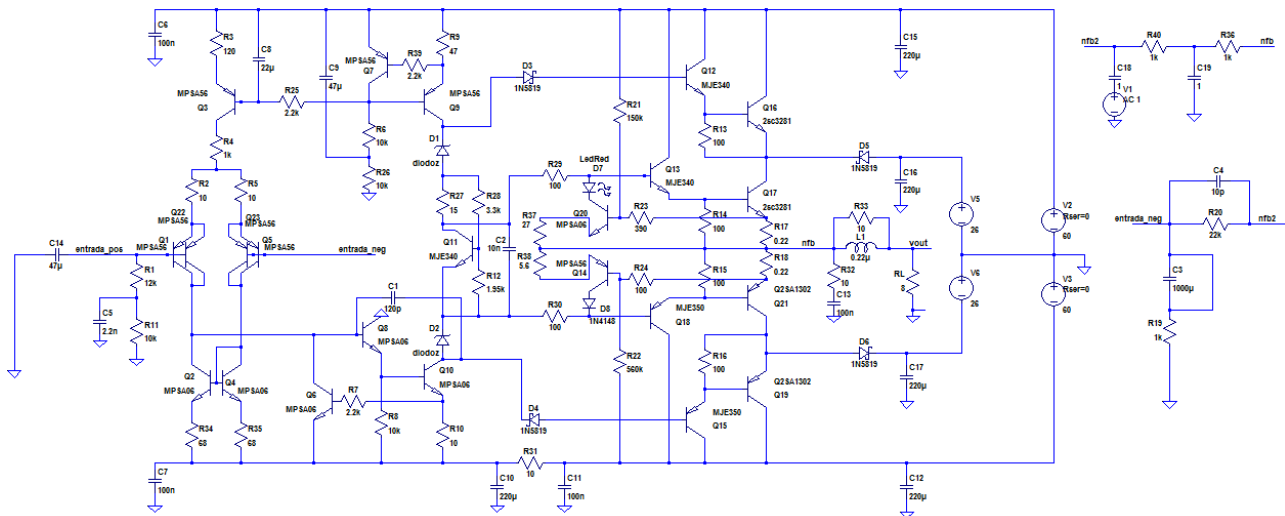 C6
100n
R3
120
C8
22µ
R25
2.2k
C9
47µ
MPSA56
Q7
R39
2.2k
R9
47
MPSA56
Q9
MPSA56
Q3
R4
1k
R6
10k
R26
10k
D1
diodoz
D3
1N5819
Q12
MJE340
Q16
2sc3281
R13
100
R21
150k
C15
220µ
D5
1N5819
C16
220µ
R2
10
R5
10
Q22
MPSA56
Q23
MPSA56
Q1
MPSA56
Q5
MPSA56
C14
47µ
entrada_pos
entrada_neg
R1
12k
C5
2.2n
R11
10k
R27
15
R28
3.3k
Q11
MJE340
C2
10n
R12
1.95k
R29
100
LedRed
D7
Q13
MJE340
Q20
MPSA06
R37
27
R38
5.6
R23
390
R14
100
Q17
2sc3281
R17
0.22
nfb
R33
10
L1
0.22µ
vout
R18
0.22
R32
10
C13
100n
RL
8
MPSA56
Q14
R24
100
R15
100
D8
1N4148
R30
100
MJE350
Q18
Q2SA1302
Q21
C1
120p
Q8
MPSA06
D2
diodoz
Q10
MPSA06
Q2
MPSA06
Q4
MPSA06
Q6
MPSA06
R7
2.2k
R8
10k
R10
10
R34
68
R35
68
D4
1N5819
R22
560k
R16
100
MJE350
Q15
Q2SA1302
Q19
D6
1N5819
C17
220µ
V5
26
V6
26
V2
Rser=0
60
V3
Rser=0
60
C7
100n
R31
10
C10
220µ
C11
100n
C12
220µ
nfb2
R40
1k
R36
1k
nfb
C18
1
V1
AC 1
C19
1
C4
10p
entrada_neg
R20
22k
nfb2
C3
1000µ
R19
1k